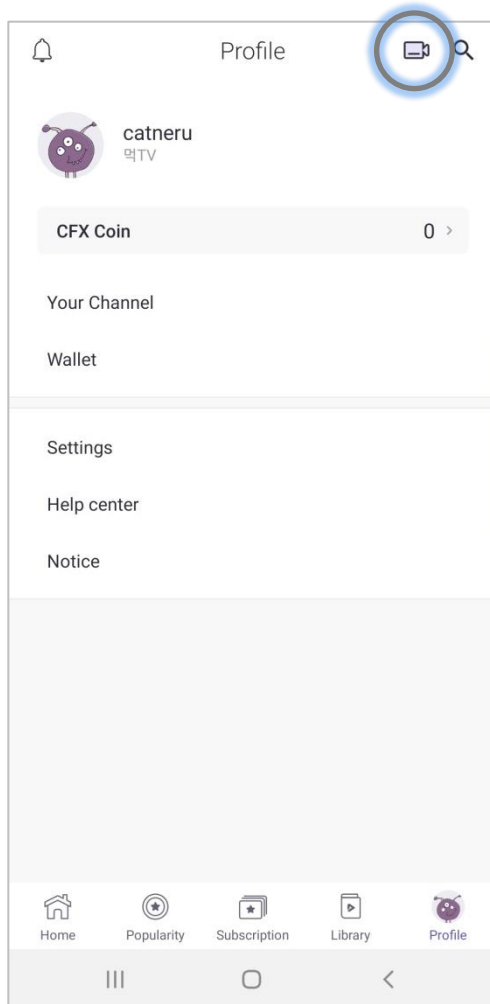 Profile
catneru
먹TV
CFX Coin 0
Your Channel
Wallet
Settings
Help center
Notice
Home Popularity Subscription Library Profile